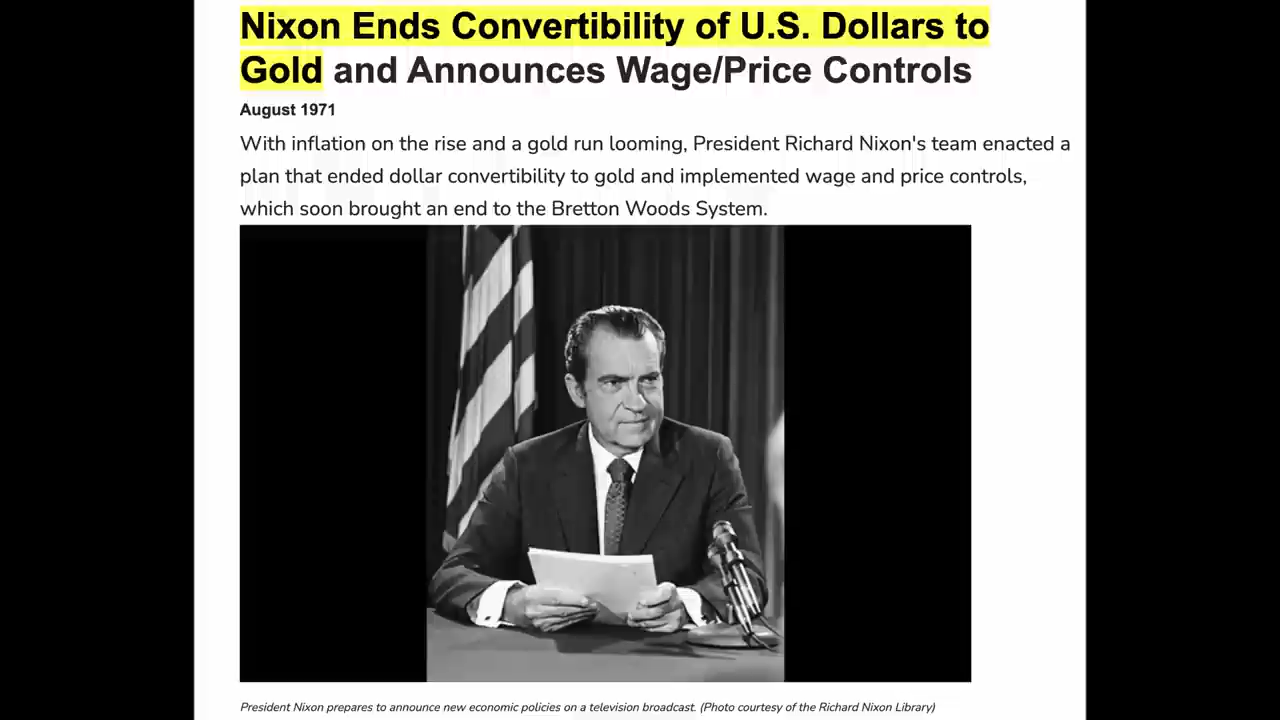 Nixon Ends Convertibility of U.S. Dollars to
Gold and Announces Wage/Price Controls
August 1971
With inflation on the rise and a gold run looming, President Richard Nixon's team enacted a
plan that ended dollar convertibility to gold and implemented wage and price controls,
which soon brought an end to the Bretton Woods System.
President Nixon prepares to announce new economic policies on a television broadcast. (Photo courtesy of the Richard Nixon Library)